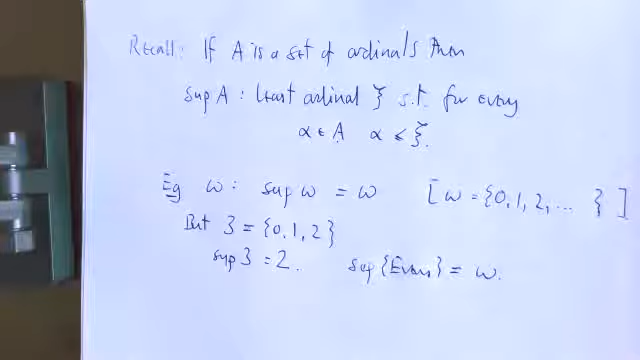 Recall: If A is a set of ordinals then
sup A : least ordinal ξ s.t. for every
α ∈ A α ≤ ξ.
Eg ω : sup ω = ω [ω = {0, 1, 2, ... }]
But 3 = {0, 1, 2}
sup 3 = 2. sup {Evens} = ω.